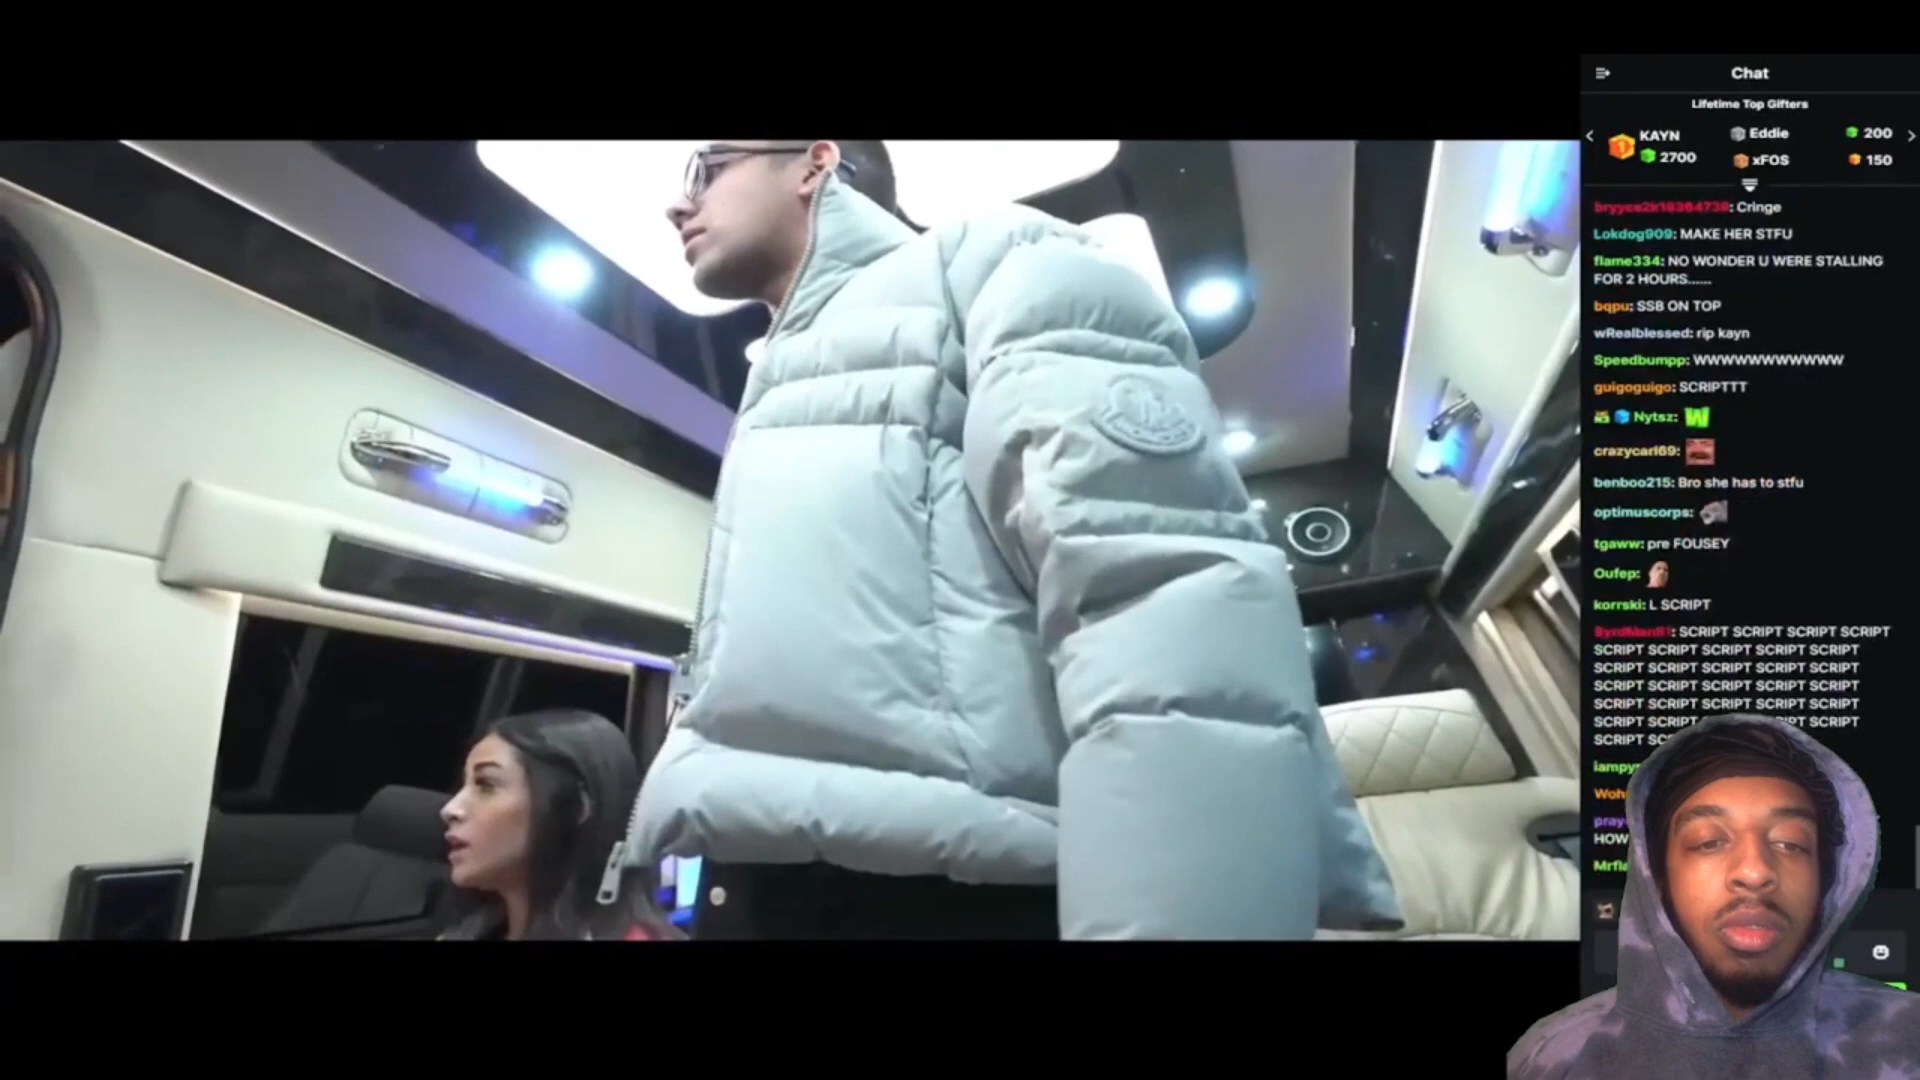 Chat
Lifetime Top Gifters
KAYN
2700
Eddie
200
xFOS
150
Cringe
Lokdog909: MAKE HER STFU
flame334: NO WONDER U WERE STALLING
FOR 2 HOURS......
bqpu: SSB ON TOP
wRealblessed: rip kayn
Speedbumpp: WWWWWWWWWWW
guigoguigo: SCRIPTTT
Nytsz: W
crazycarl69:
benboo215: Bro she has to stfu
optimuscorps:
tgaww: pre FOUSEY
Oufep:
korrski: L SCRIPT
SCRIPT SCRIPT SCRIPT SCRIPT
SCRIPT SCRIPT SCRIPT SCRIPT SCRIPT
SCRIPT SCRIPT SCRIPT SCRIPT SCRIPT
SCRIPT SCRIPT SCRIPT SCRIPT SCRIPT
SCRIPT SCRIPT SCRIPT SCRIPT SCRIPT
SCRIPT SCRIPT SCRIPT
SCRIPT
HOW